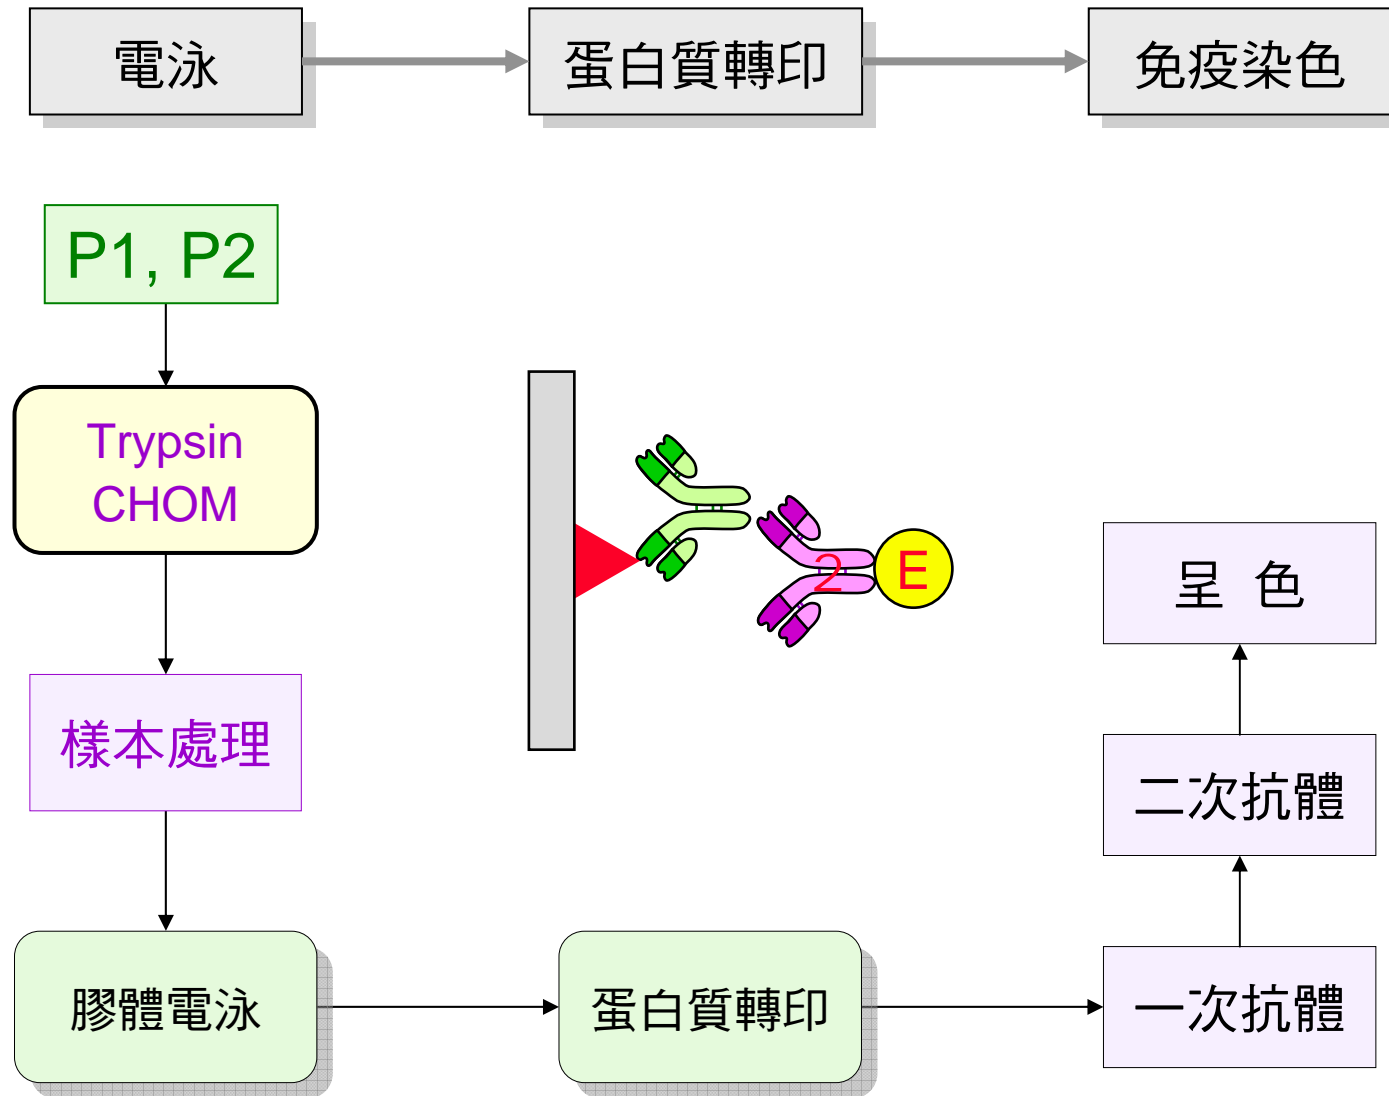 電泳
蛋白質轉印
免疫染色
P1, P2
Trypsin
CHOM
2
E
呈 色
樣本處理
二次抗體
膠體電泳
蛋白質轉印
一次抗體